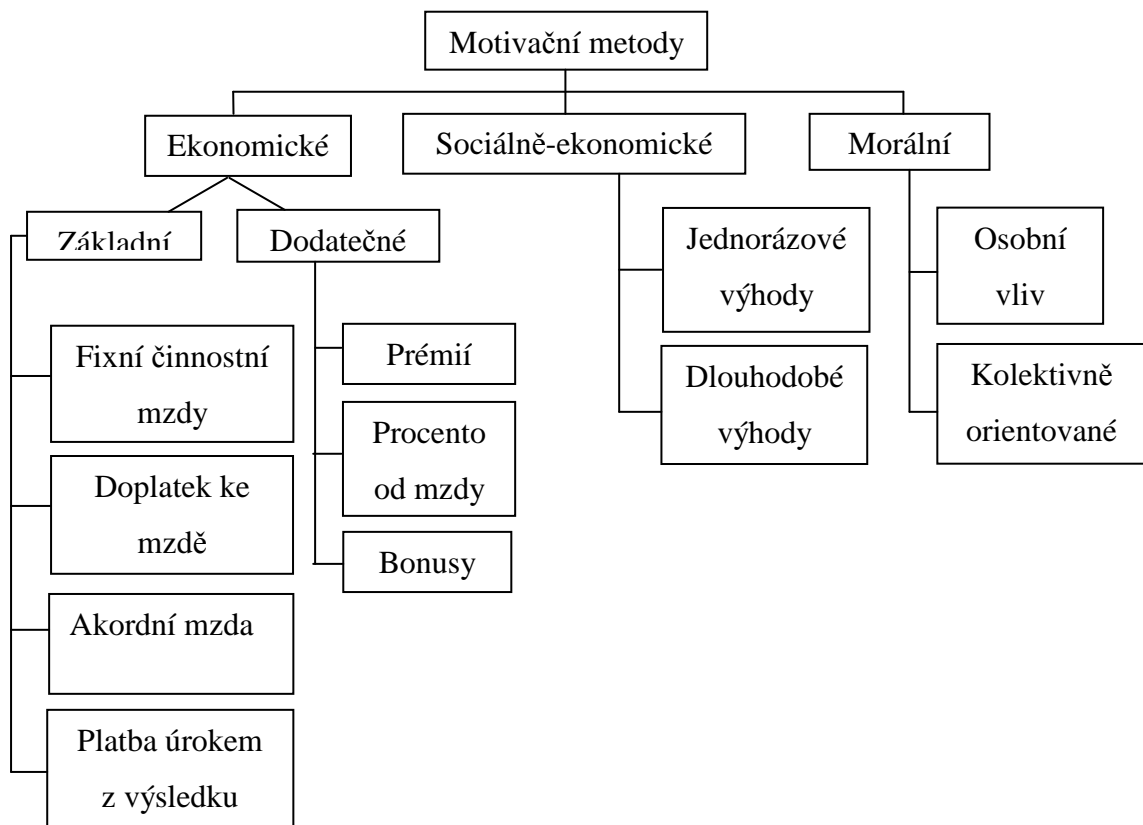 Motivační metody
Ekonomické
Sociálně-ekonomické
Morální
Základní
Dodatečné
Jednorázové
výhody
Osobní
vliv
Fixní činnostní
mzdy
Prémií
Dlouhodobé
výhody
Kolektivně
orientované
Procento
od mzdy
Doplatek ke
mzdě
Bonusy
Akordní mzda
Platba úrokem
z výsledku